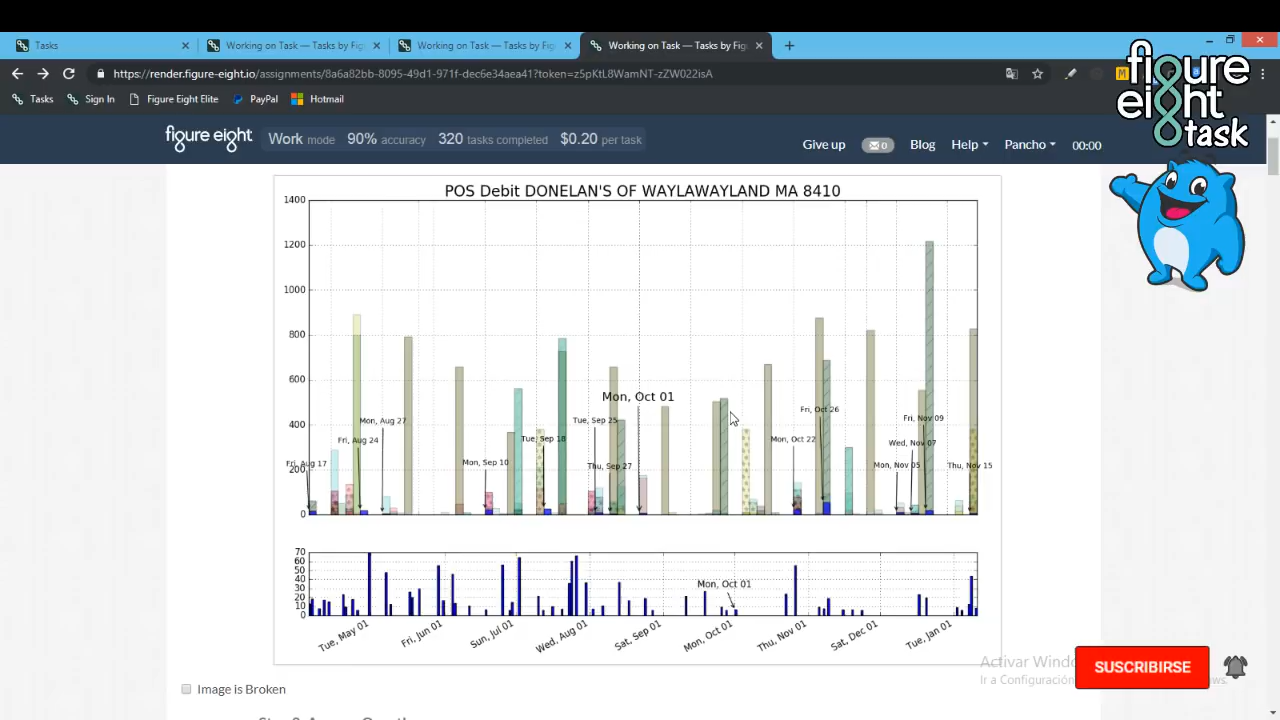 Tasks
Working on Task — Tasks by Fig
Working on Task — Tasks by Fig
Working on Task — Tasks by Fig
https://render.figure-eight.io/assignments/8a6a82bb-8095-49d1-971f-dec6e34aea41?token=z5pKtL8WamNT-zZW022isA
Tasks
Sign In
Figure Eight Elite
PayPal
Hotmail
figure eight task
figure eight
Work mode
90% accuracy
320 tasks completed
$0.20 per task
Give up
0
Blog
Help
Pancho
00:00
POS Debit DONELAN'S OF WAYLAWAYLAND MA 8410
1400
1200
1000
800
600
400
200
0
Fri, Aug 17
Fri, Aug 24
Mon, Aug 27
Mon, Sep 10
Tue, Sep 18
Tue, Sep 25
Thu, Sep 27
Mon, Oct 01
Mon, Oct 22
Fri, Oct 26
Mon, Nov 05
Wed, Nov 07
Fri, Nov 09
Thu, Nov 15
70
60
50
40
30
20
10
0
Mon, Oct 01
Tue, May 01
Fri, Jun 01
Sun, Jul 01
Wed, Aug 01
Sat, Sep 01
Mon, Oct 01
Thu, Nov 01
Sat, Dec 01
Tue, Jan 01
Image is Broken
Activar Windo
Ir a Configuración
SUSCRIBIRSE